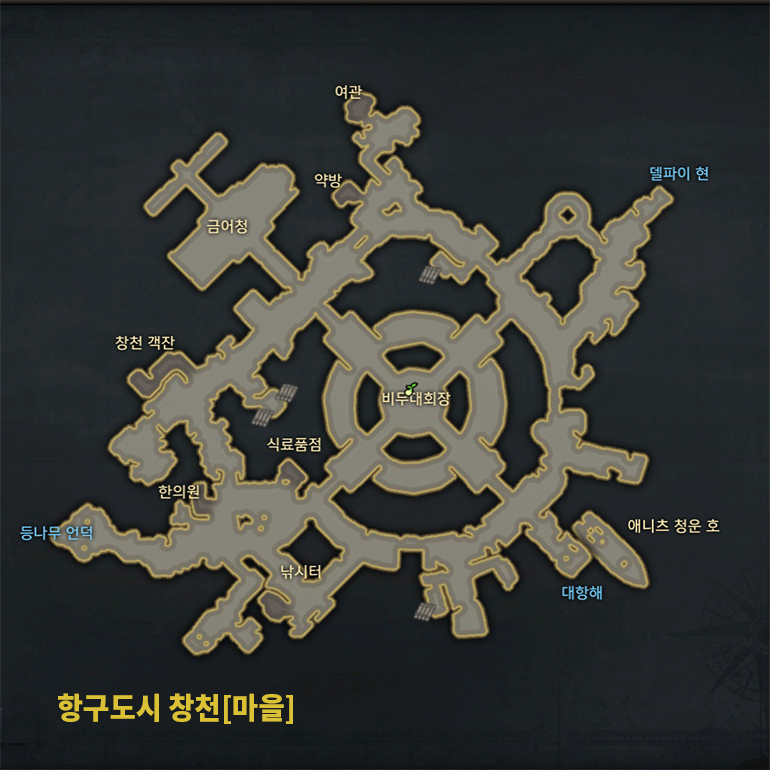 여관
델파이 현
약방
금어청
창천 객잔
비두대회장
식료품점
한의원
애니츠 청운 호
등나무 언덕
낚시터
대항해
항구도시 창천[마을]